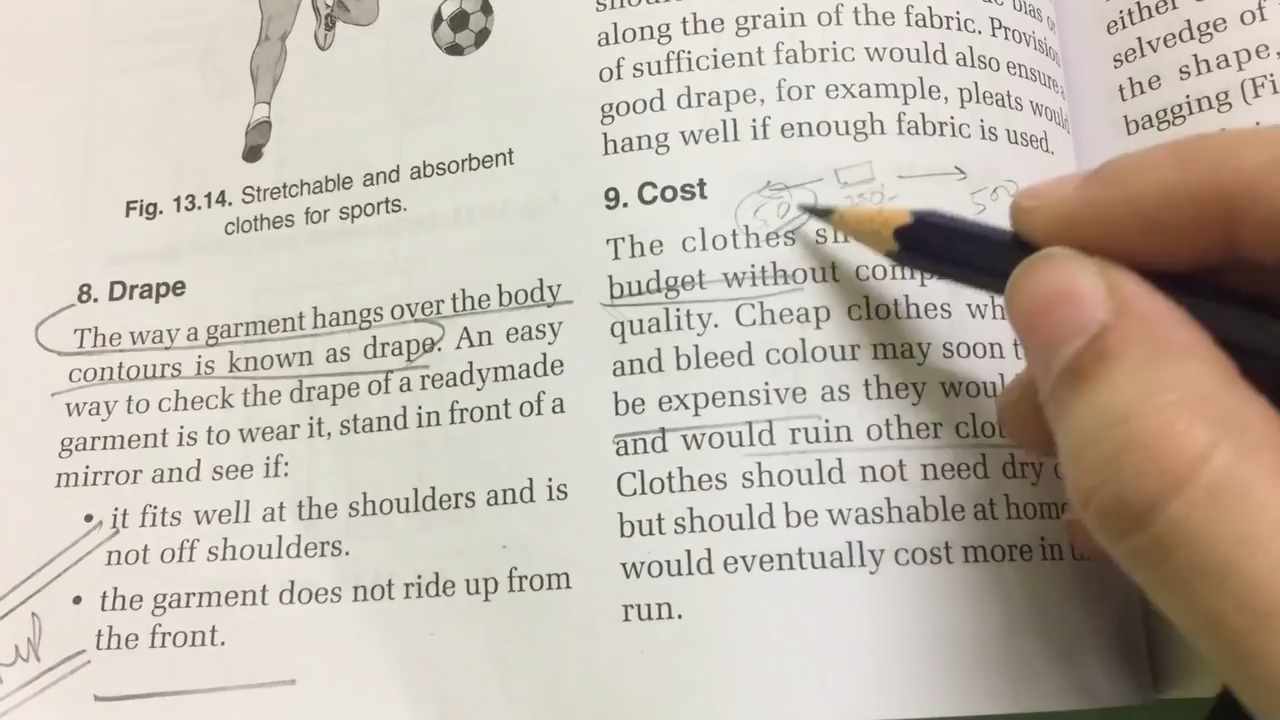 Fig. 13.14. Stretchable and absorbent
clothes for sports.
8. Drape
The way a garment hangs over the body
contours is known as drape. An easy
way to check the drape of a readymade
garment is to wear it, stand in front of a
mirror and see if:
• it fits well at the shoulders and is
not off shoulders.
• the garment does not ride up from
the front.
bias
along the grain of the fabric. Provision
of sufficient fabric would also ensure
good drape, for example, pleats would
hang well if enough fabric is used.
9. Cost
The clothes
budget without
quality. Cheap clothes
and bleed colour may soon
be expensive as they
and would ruin other
Clothes should not need dry
but should be washable at
would eventually cost more in
run.
either
selvedge of
the shape,
bagging